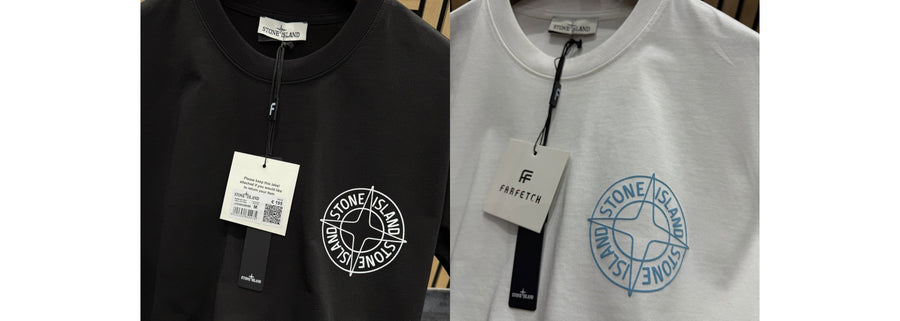 STONE ISLAND
F
Please keep this label
attached if you would like
to return your item.
STONE ISLAND
€ 195
M
STONE ISLAND STONE ISLAND
STONE ISLAND
STONE ISLAND
FARFETCH
STONE ISLAND STONE ISLAND
STONE ISLAND